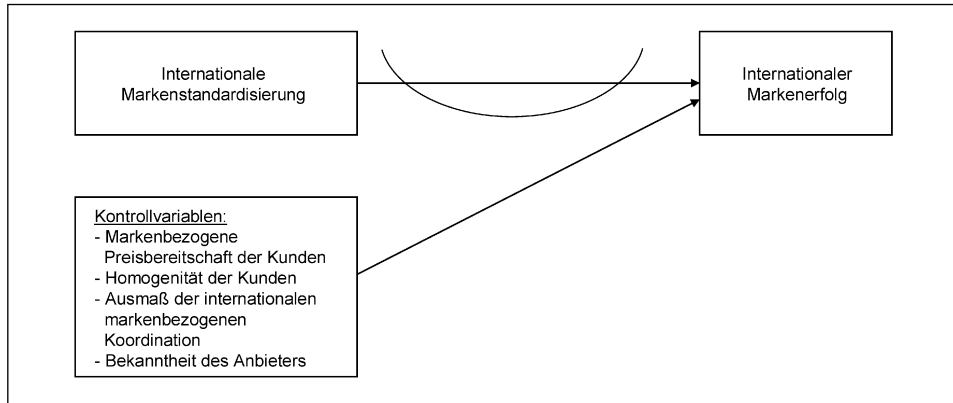 Internationale
Markenstandardisierung
Internationaler
Markenerfolg
Kontrollvariablen:
- Markenbezogene
Preisbereitschaft der Kunden
- Homogenität der Kunden
- Ausmaß der internationalen
markenbezogenen
Koordination
- Bekanntheit des Anbieters